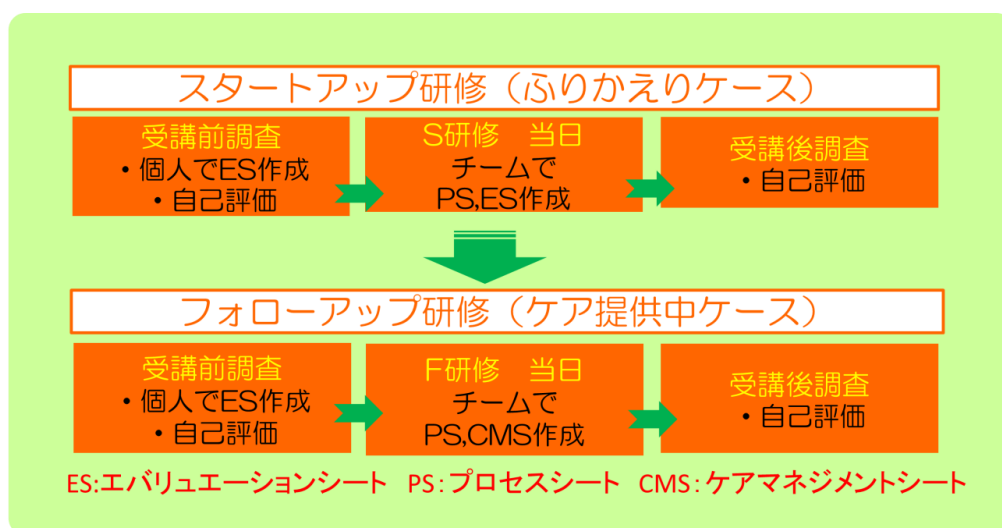 スタートアップ研修（ふりかえりケース）
受講前調査
・個人でES作成
・自己評価
S研修　当日
チームで
PS,ES作成
受講後調査
・自己評価
フォローアップ研修（ケア提供中ケース）
受講前調査
・個人でES作成
・自己評価
F研修　当日
チームで
PS,CMS作成
受講後調査
・自己評価
ES:エバリュエーションシート　PS：プロセスシート　CMS：ケアマネジメントシート